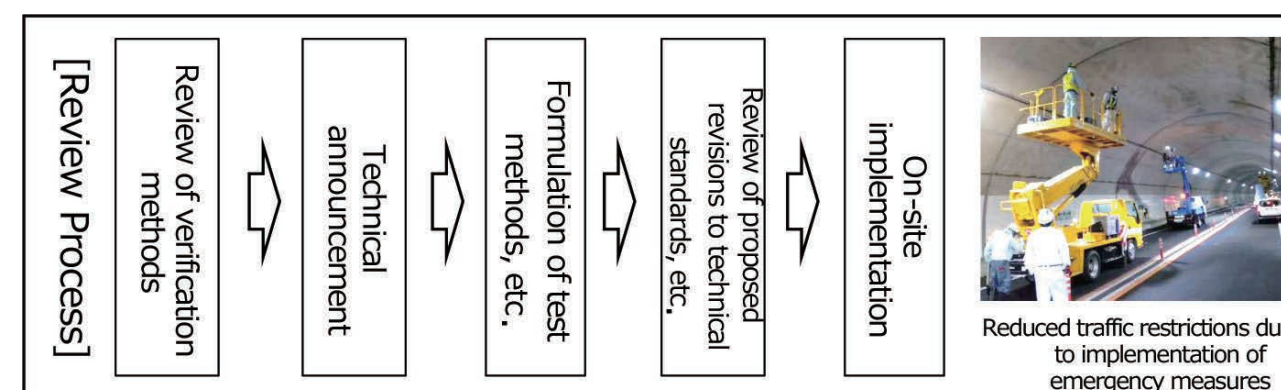 [Review Process]
Review of verification
methods
Technical
announcement
Formulation of test
methods, etc.
Review of proposed
revisions to technical
standards, etc.
On-site
implementation
Reduced traffic restrictions du
to implementation of
emergency measures